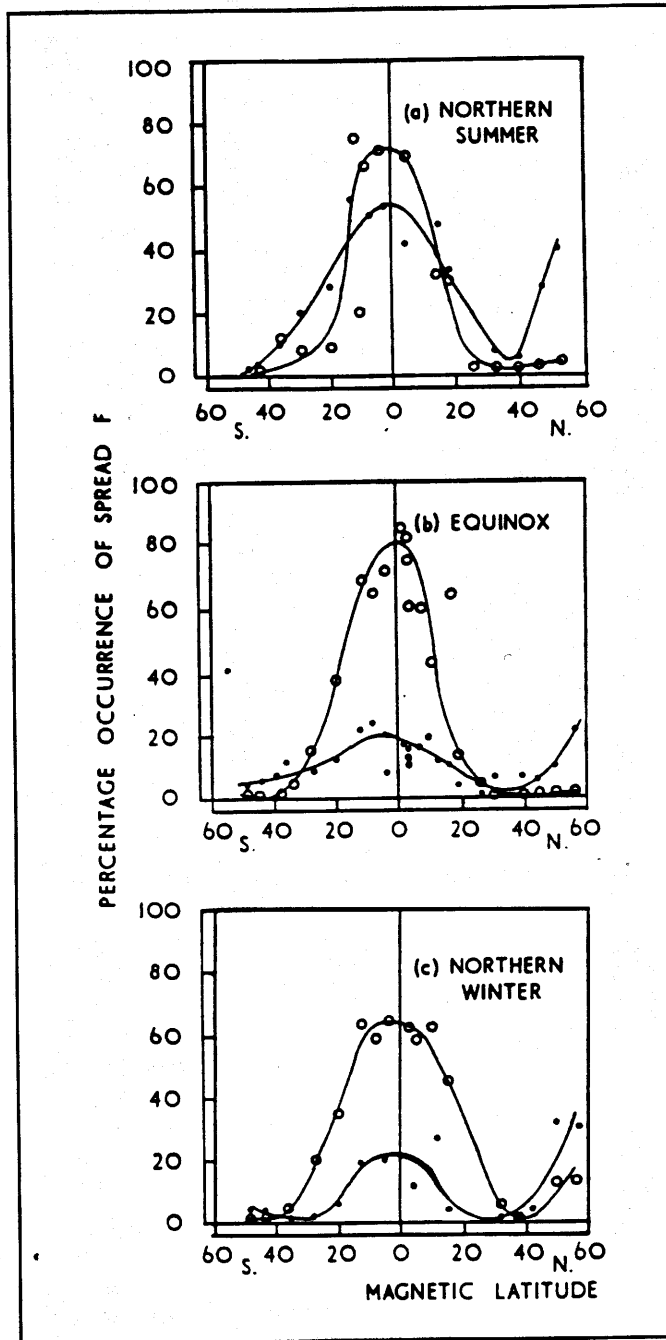 PERCENTAGE OCCURRENCE OF SPREAD F
100
80
60
40
20
0
(a) NORTHERN
SUMMER
60 40 20 0 20 40 60
S. N.
100
80
60
40
20
0
(b) EQUINOX
60 40 20 0 20 40 60
S. N.
100
80
60
40
20
0
(c) NORTHERN
WINTER
60 40 20 0 20 40 60
S. N.
MAGNETIC LATITUDE